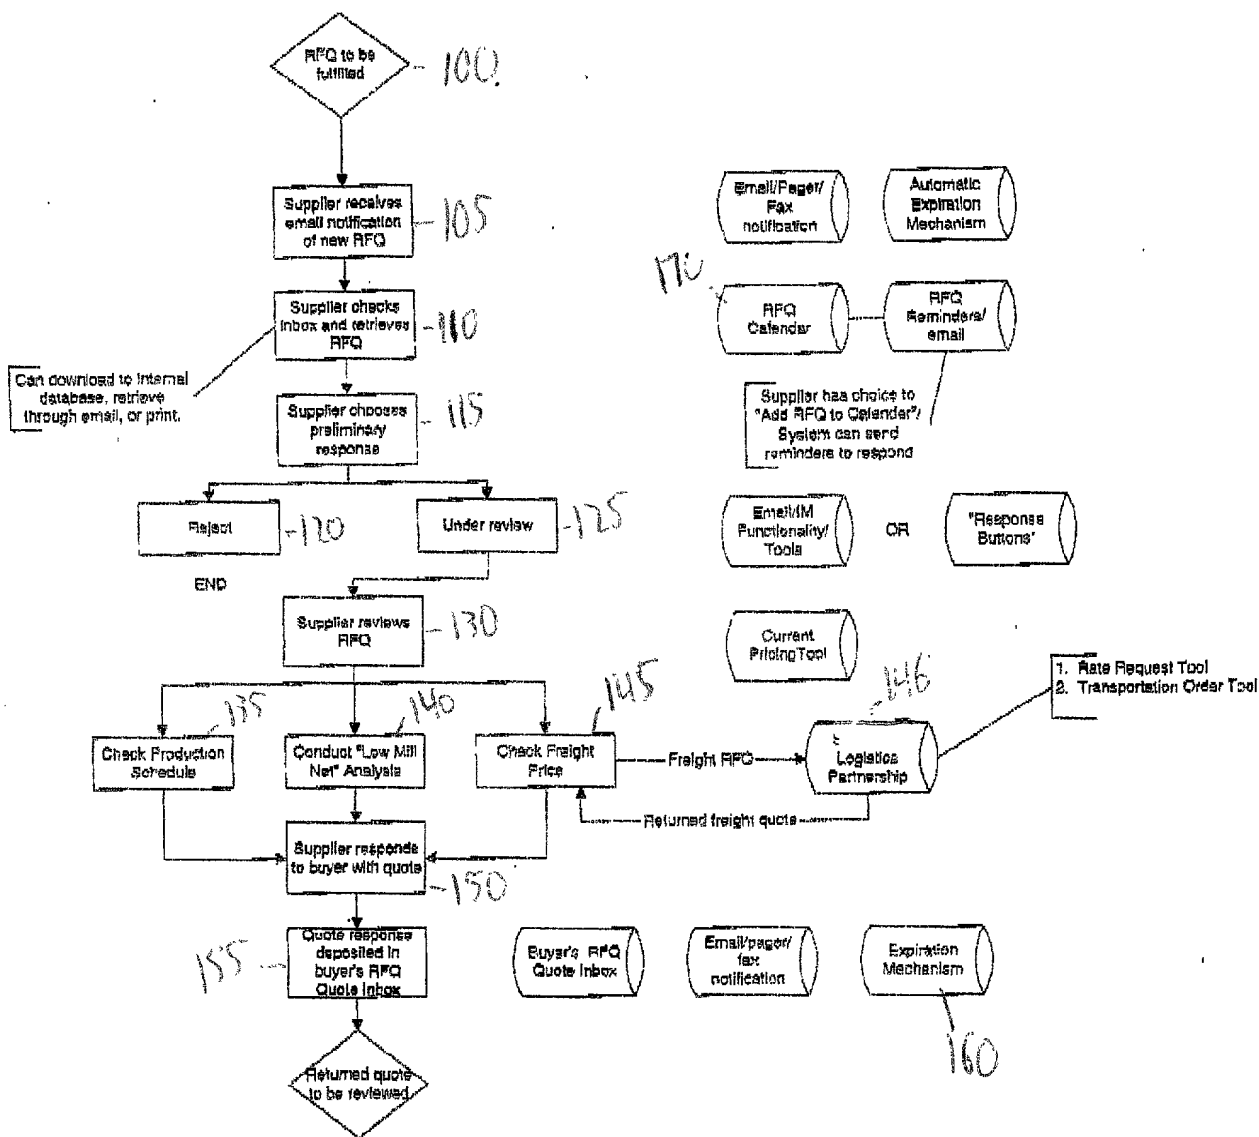 RFQ to be
fulfilled
100.
Supplier receives
email notification
of new RFQ
105
Email/Pager/
Fax
notification
Automatic
Expiration
Mechanism
Supplier checks
Inbox and retrieves
RFQ
110
170
RFQ
Calendar
RFQ
Reminders/
email
Can download to internal
database, retrieve
through email, or print.
Supplier chooses
preliminary
response
115
Supplier has choice to
"Add RFQ to Calender"/
System can send
reminders to respond
Reject
120
Under review
125
Email/IM
Functionality/
Tools
OR
"Response
Buttons"
END
Supplier reviews
RFQ
130
Current
Pricing Tool
1. Rate Request Tool
2. Transportation Order Tool
135
140
145
146
Check Production
Schedule
Conduct "Low Mill
Net" Analysis
Check Freight
Price
Freight RFQ
Logistics
Partnership
Returned freight quote
Supplier responds
to buyer with quote
150
155
Quote response
deposited in
buyer's RFQ
Quote Inbox
Buyer's RFQ
Quote Inbox
Email/pager/
fax
notification
Expiration
Mechanism
160
Returned quote
to be reviewed